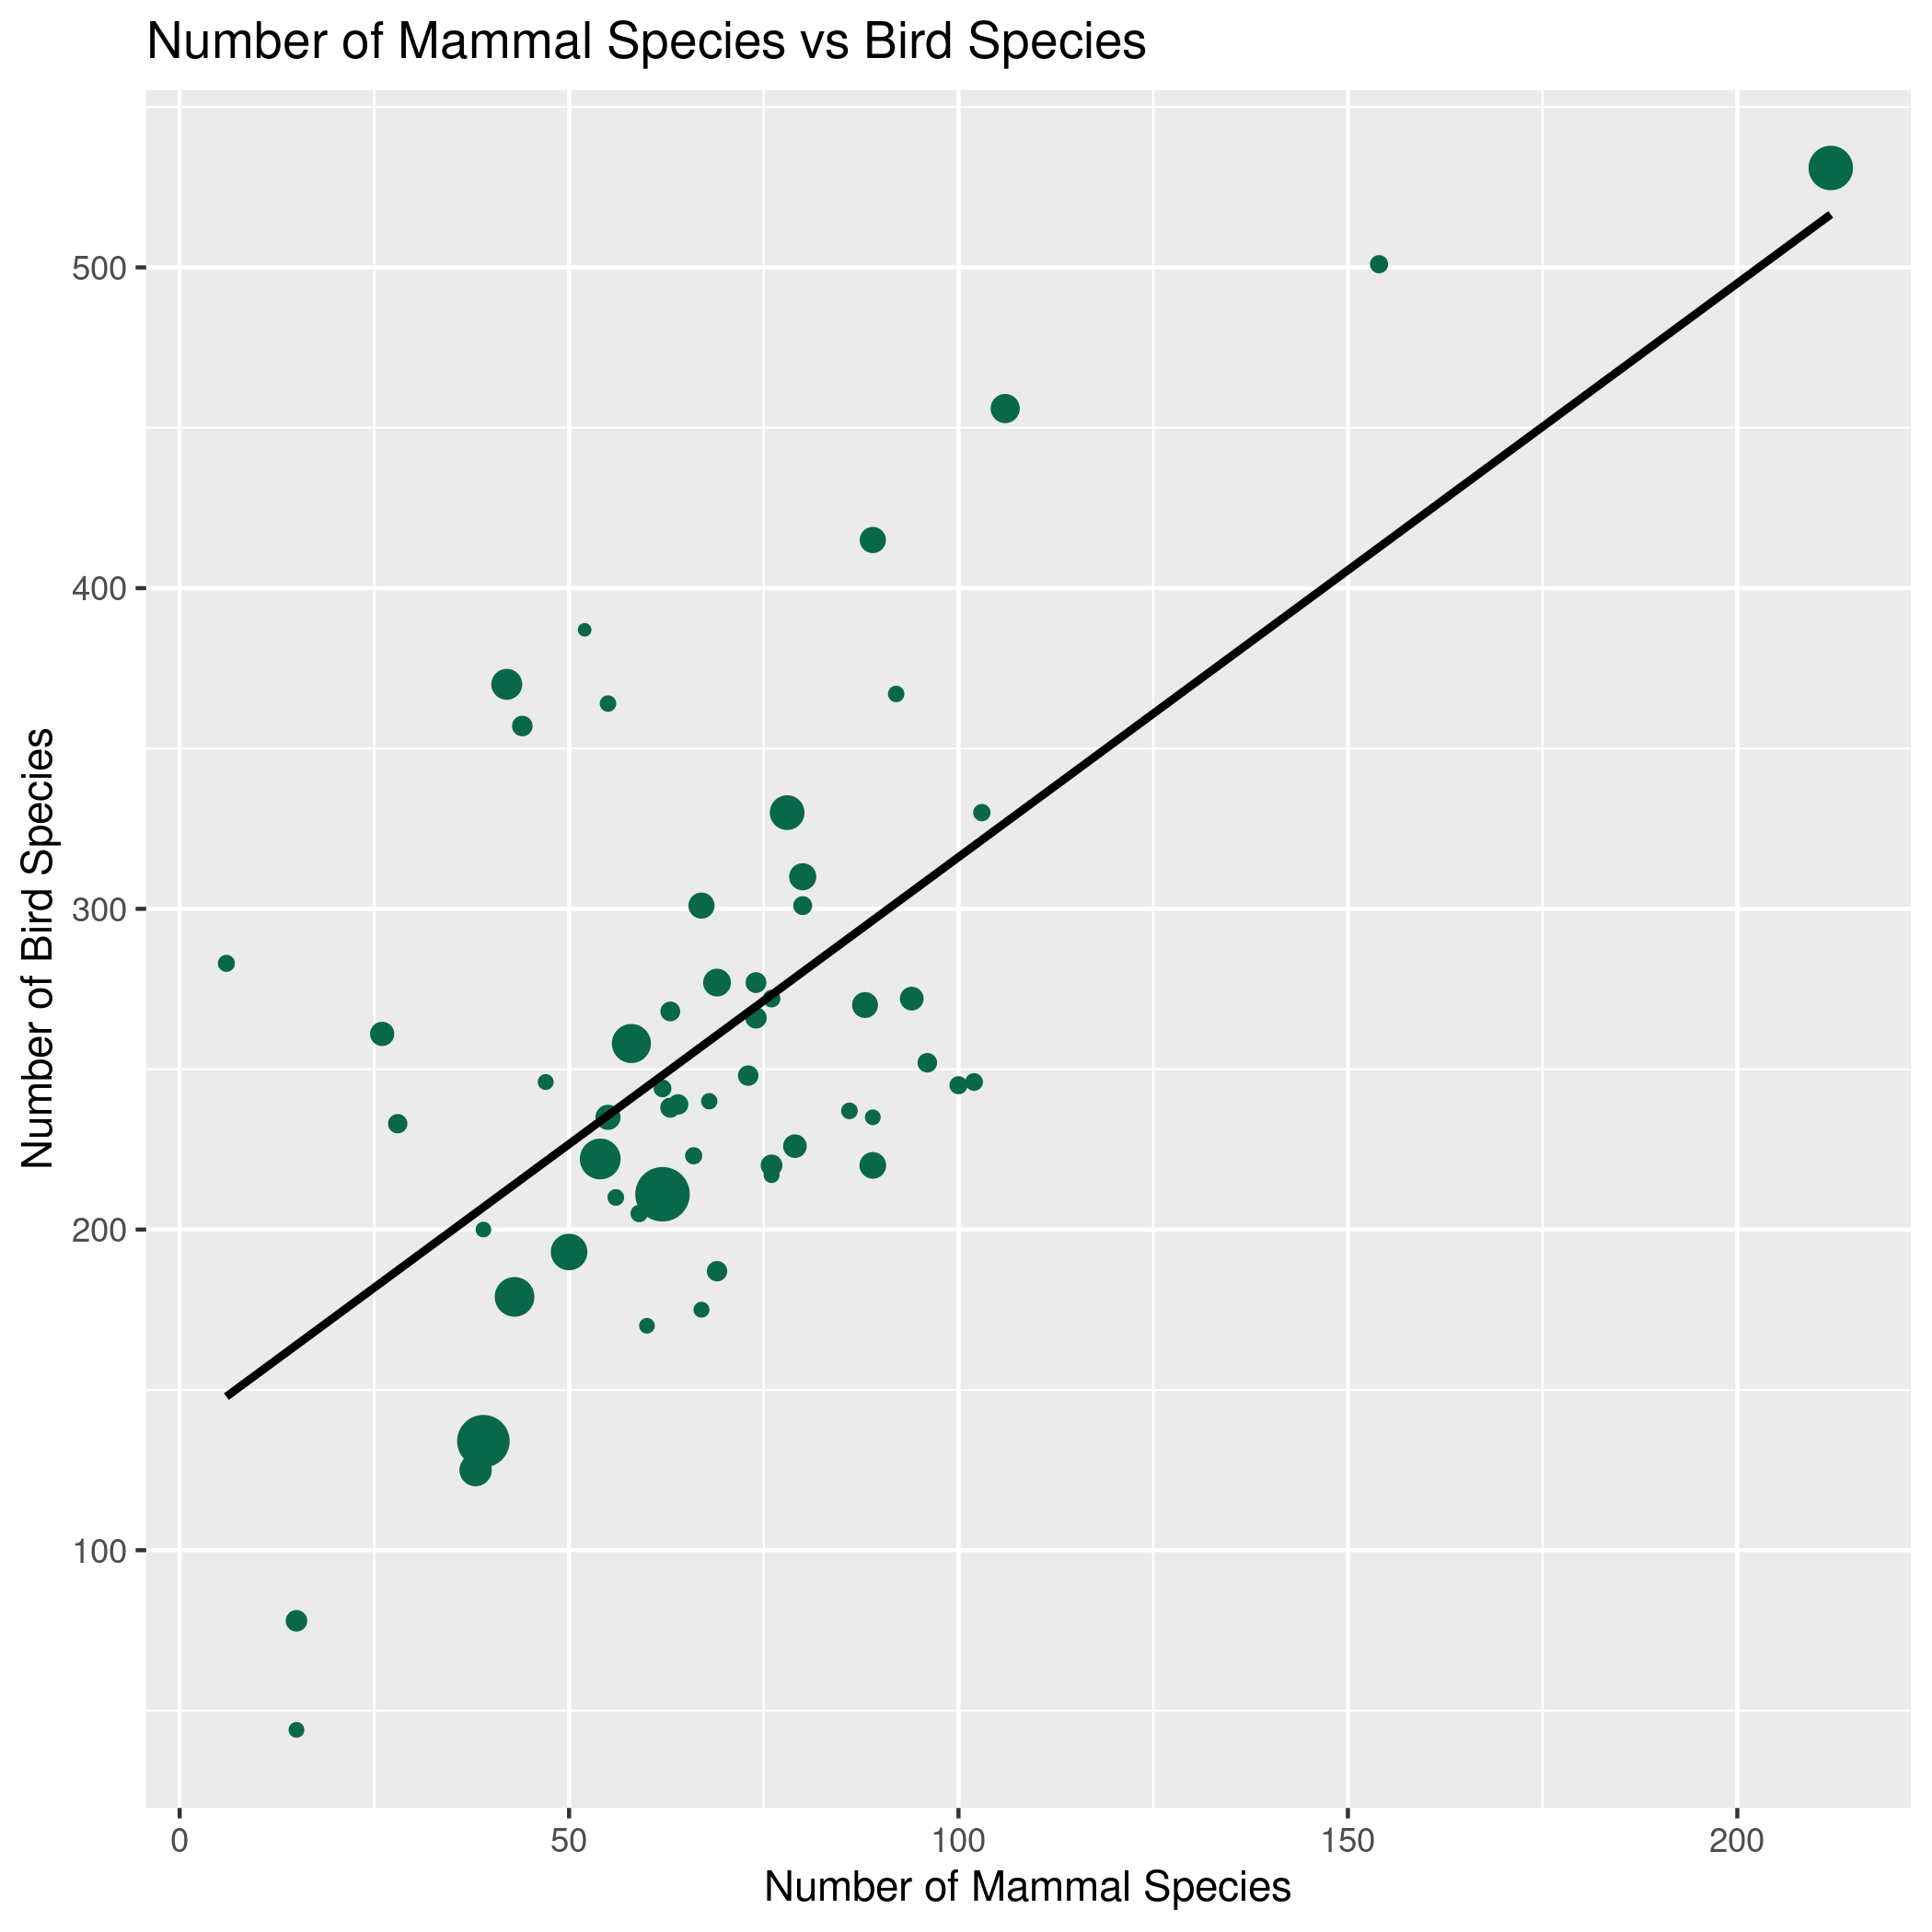 Number of Mammal Species vs Bird Species
500
400
300
200
100
Number of Bird Species
0 50 100 150 200
Number of Mammal Species